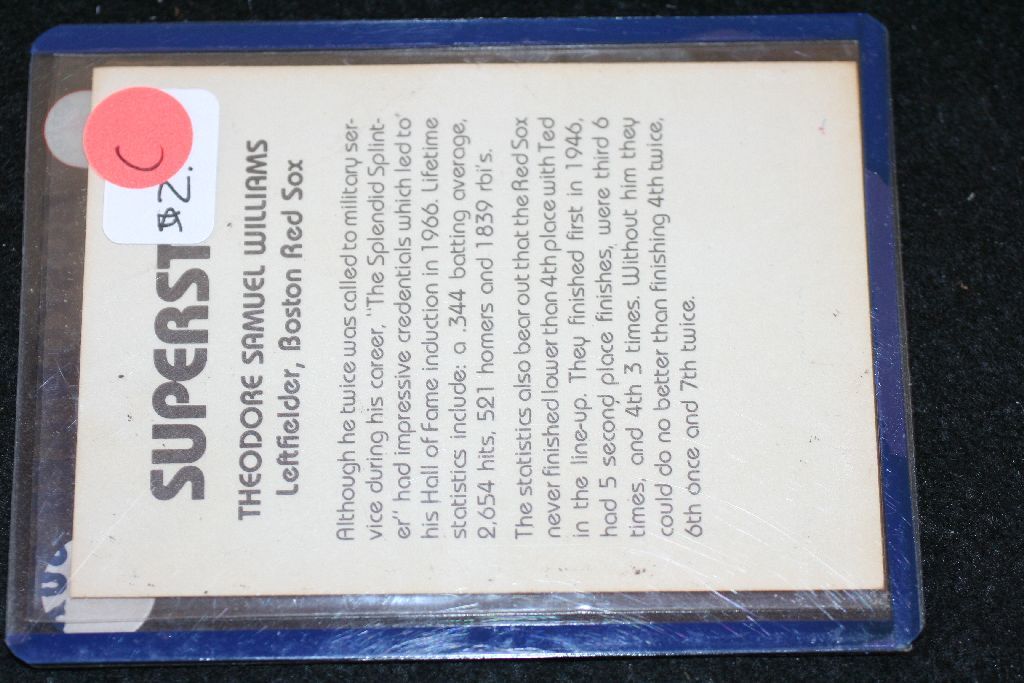 SUPERST
$2.
C
THEODORE SAMUEL WILLIAMS
Leftfielder, Boston Red Sox
Although he twice was called to military ser-
vice during his career, "The Splendid Splint-
er" had impressive credentials which led to
his Hall of Fame induction in 1966. Lifetime
statistics include: a .344 batting average,
2,654 hits, 521 homers and 1839 rbi's.
The statistics also bear out that the Red Sox
never finished lower than 4th place with Ted
in the line-up. They finished first in 1946,
had 5 second place finishes, were third 6
times, and 4th 3 times. Without him they
could do no better than finishing 4th twice,
6th once and 7th twice.